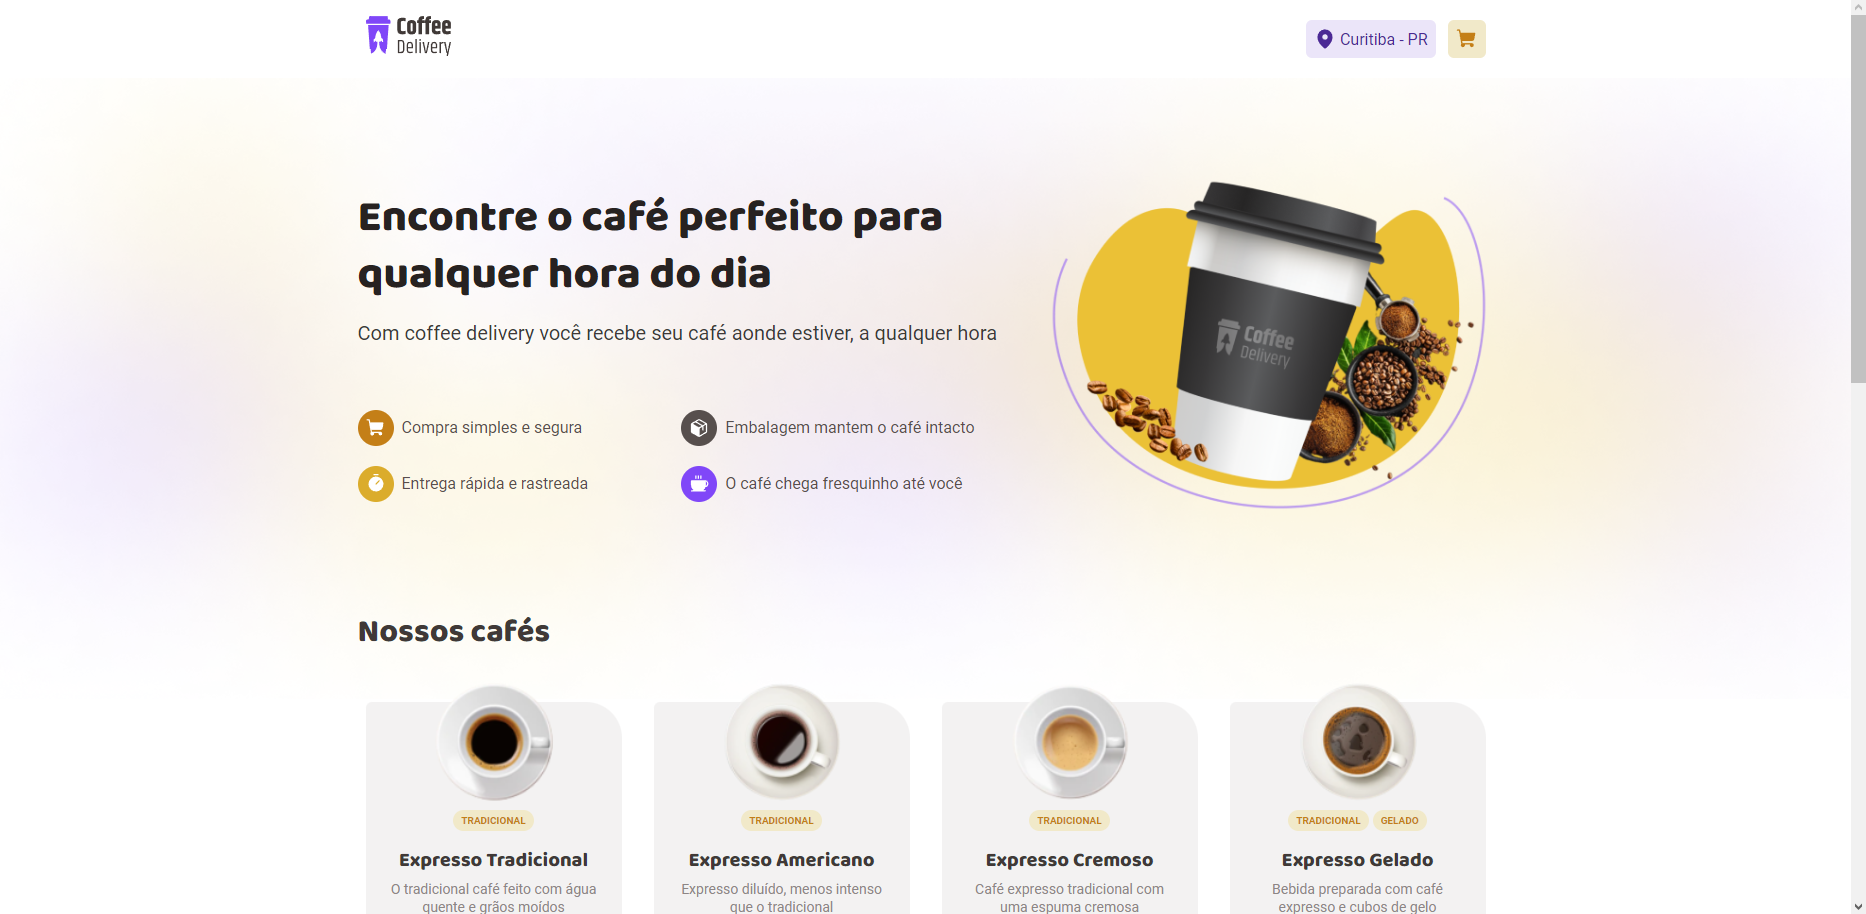 Coffee
Delivery
Curitiba - PR
Encontre o café perfeito para
qualquer hora do dia
Com coffee delivery você recebe seu café aonde estiver, a qualquer hora
Coffee
Delivery
Compra simples e segura
Embalagem mantem o café intacto
Entrega rápida e rastreada
O café chega fresquinho até você
Nossos cafés
TRADICIONAL
Expresso Tradicional
O tradicional café feito com água
quente e grãos moídos
TRADICIONAL
Expresso Americano
Expresso diluído, menos intenso
que o tradicional
TRADICIONAL
Expresso Cremoso
Café expresso tradicional com
uma espuma cremosa
TRADICIONAL GELADO
Expresso Gelado
Bebida preparada com café
expresso e cubos de gelo